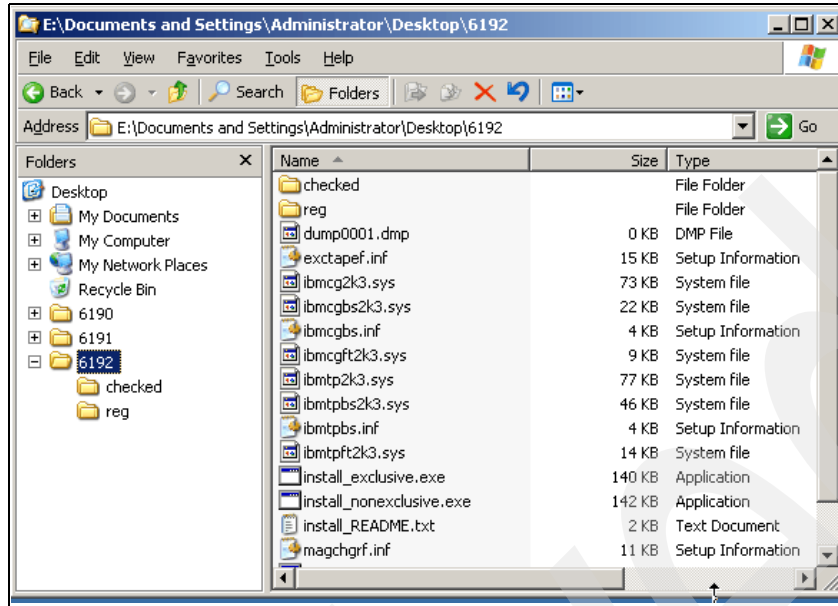 E:\Documents and Settings\Administrator\Desktop\6192
File Edit View Favorites Tools Help
Back Search Folders
Address E:\Documents and Settings\Administrator\Desktop\6192 Go
Folders x
Desktop
My Documents
My Computer
My Network Places
Recycle Bin
6190
6191
6192
checked
reg
Name Size Type
checked File Folder
reg File Folder
dump0001.dmp 0 KB DMP File
exctapef.inf 15 KB Setup Information
ibmcg2k3.sys 73 KB System file
ibmcgbs2k3.sys 22 KB System file
ibmcgbs.inf 4 KB Setup Information
ibmcgft2k3.sys 9 KB System file
ibmtp2k3.sys 77 KB System file
ibmtpbs2k3.sys 46 KB System file
ibmtpbs.inf 4 KB Setup Information
ibmtpft2k3.sys 14 KB System file
install_exclusive.exe 140 KB Application
install_nonexclusive.exe 142 KB Application
install_README.txt 2 KB Text Document
magchgrf.inf 11 KB Setup Information